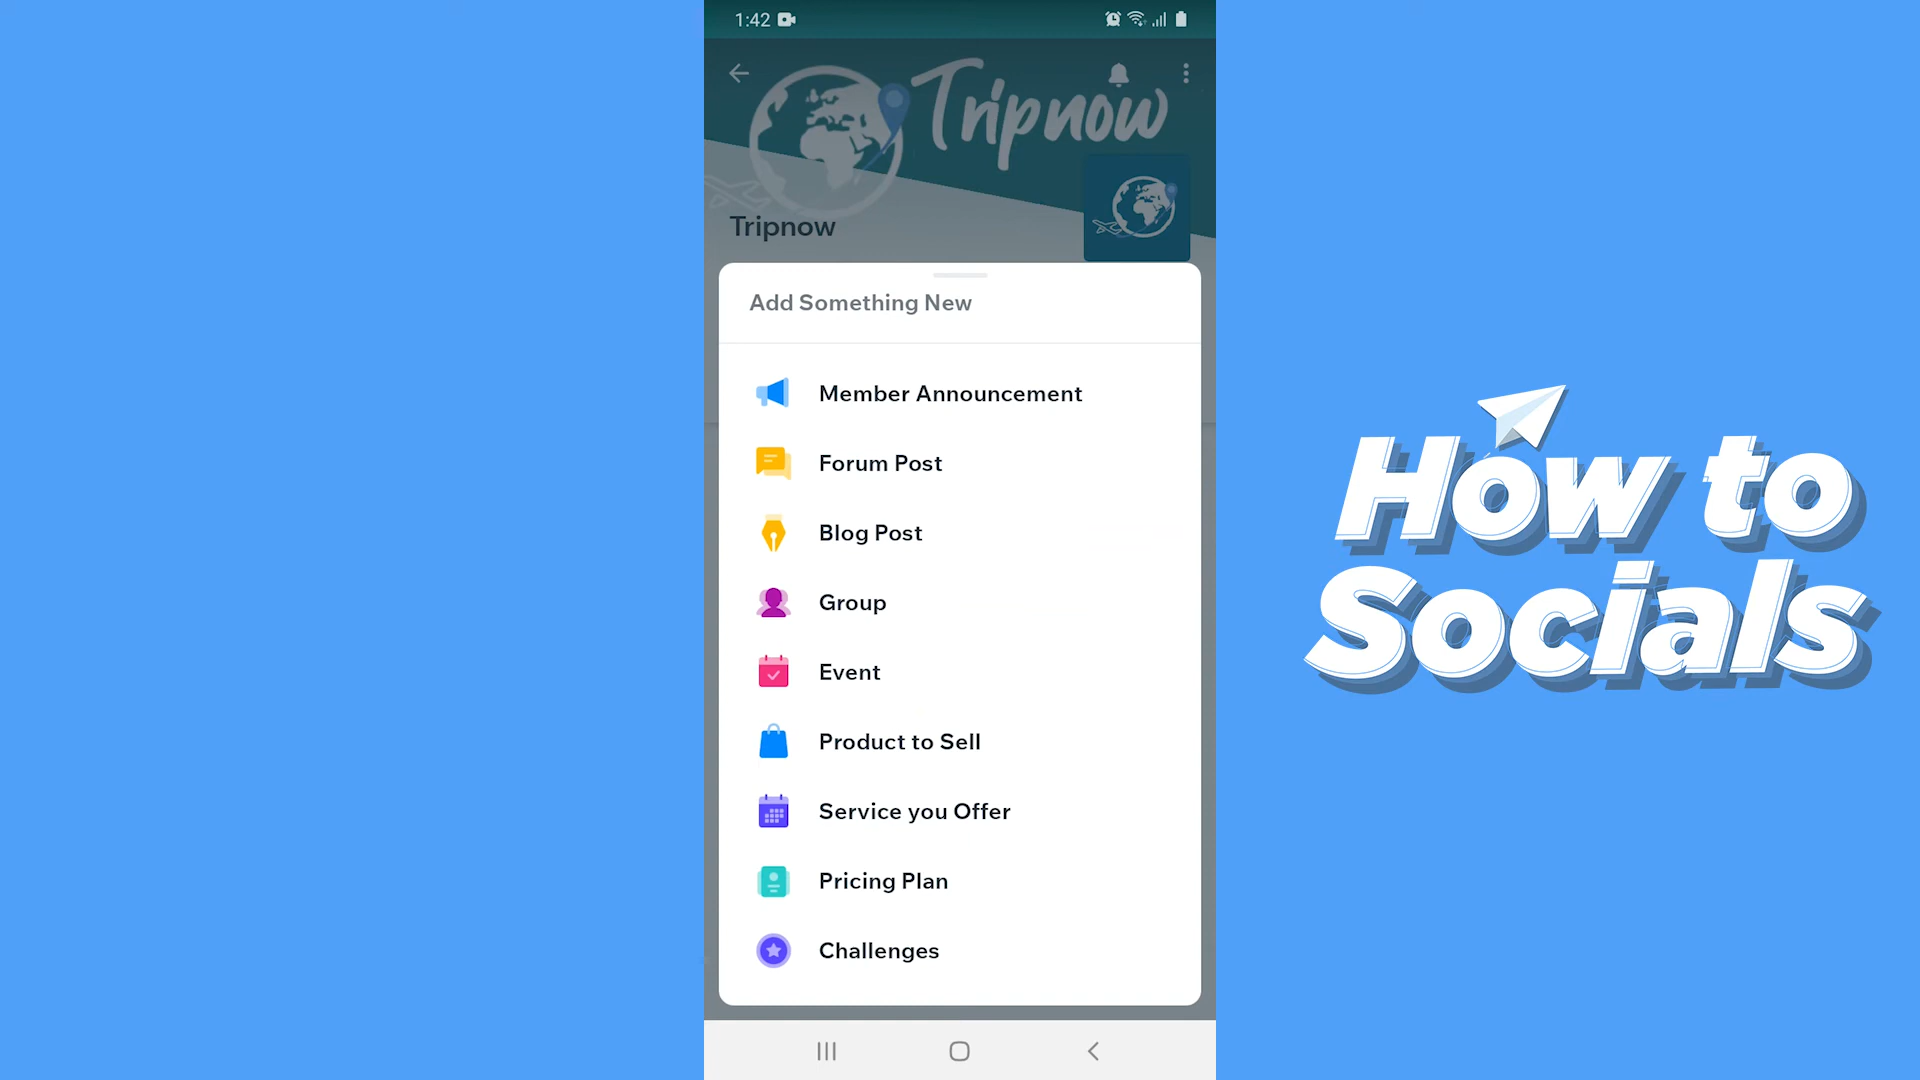 1:42
Tripnow
Tripnow
Add Something New
Member Announcement
Forum Post
Blog Post
Group
Event
Product to Sell
Service you Offer
Pricing Plan
Challenges
How to
Socials